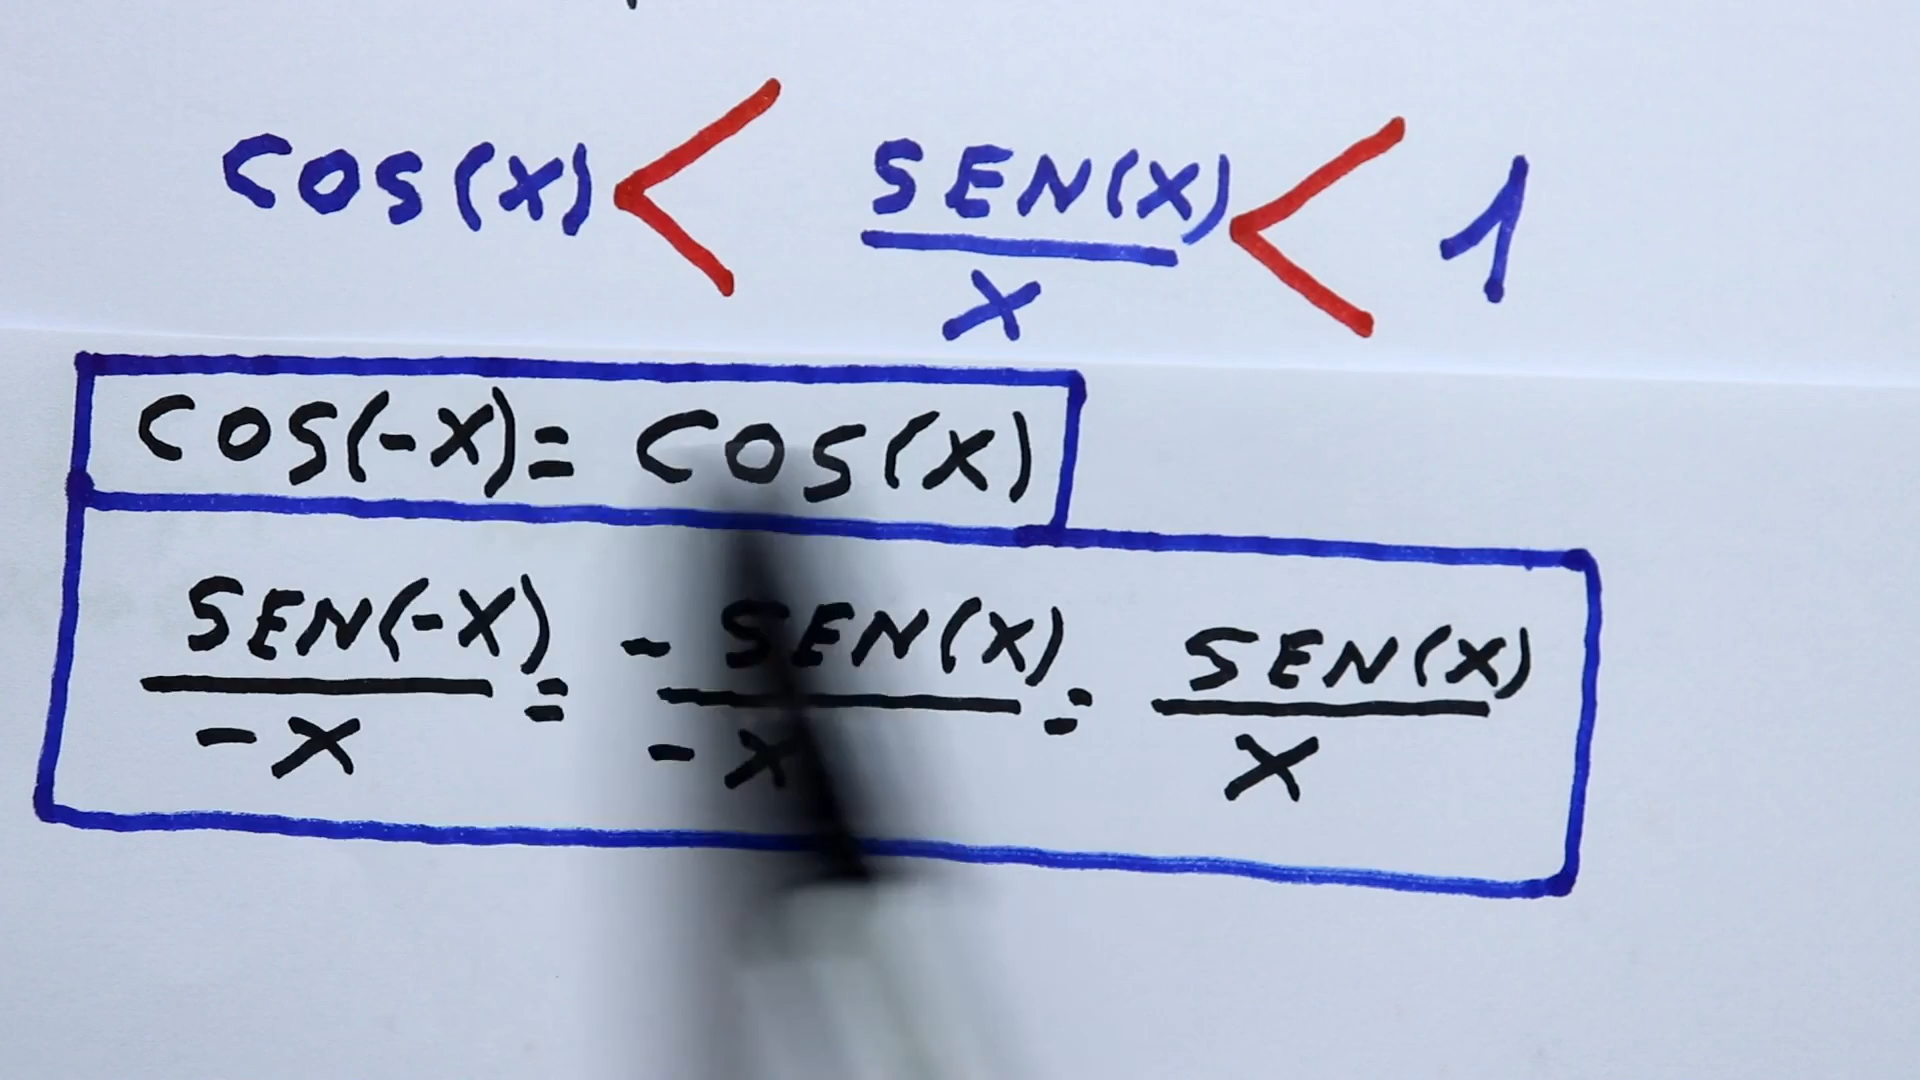 COS(X) < SEN(X)/X < 1
COS(-X) = COS(X)
SEN(-X)/-X = -SEN(X)/-X = SEN(X)/X